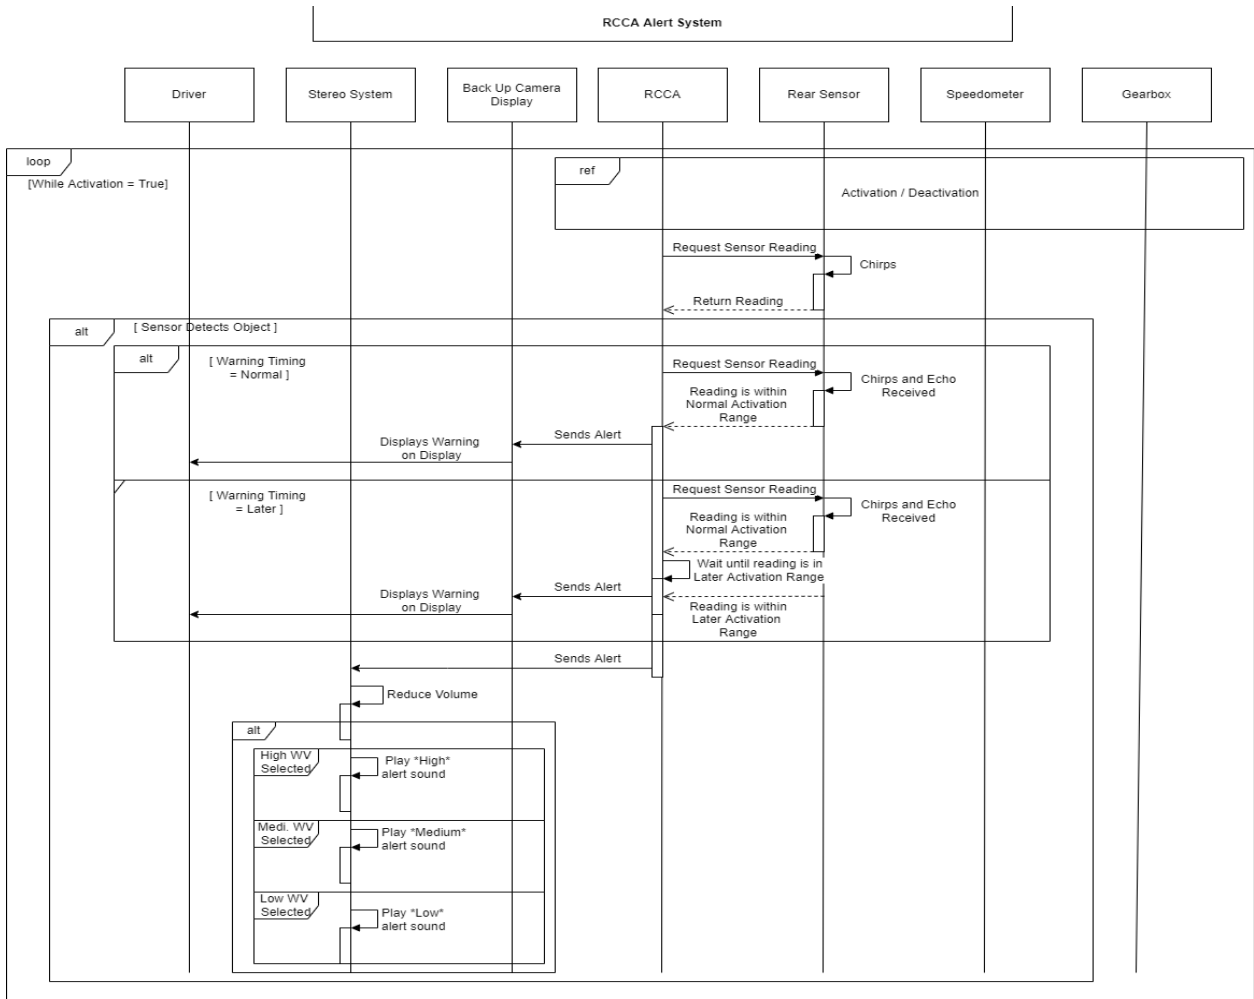 RCCA Alert System
Driver
Stereo System
Back Up Camera
Display
RCCA
Rear Sensor
Speedometer
Gearbox
loop
[While Activation = True]
ref
Activation / Deactivation
Request Sensor Reading
Chirps
Return Reading
alt
[ Sensor Detects Object ]
alt
[ Warning Timing
= Normal ]
Request Sensor Reading
Chirps and Echo
Received
Reading is within
Normal Activation
Range
Sends Alert
Displays Warning
on Display
[ Warning Timing
= Later ]
Request Sensor Reading
Chirps and Echo
Received
Reading is within
Normal Activation
Range
Wait until reading is in
Later Activation Range
Sends Alert
Displays Warning
on Display
Reading is within
Later Activation
Range
Sends Alert
Reduce Volume
alt
High WV
Selected
Play *High*
alert sound
Medi. WV
Selected
Play *Medium*
alert sound
Low WV
Selected
Play *Low*
alert sound